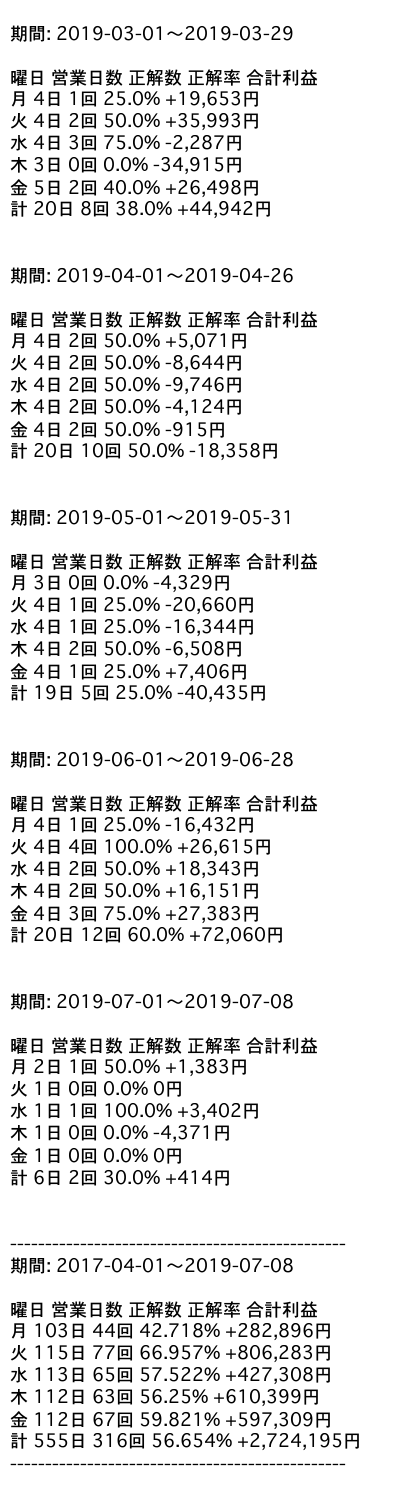 期間: 2019-03-01〜2019-03-29
曜日 営業日数 正解数 正解率 合計利益
月 4日 1回 25.0% +19,653円
火 4日 2回 50.0% +35,993円
水 4日 3回 75.0% -2,287円
木 3日 0回 0.0% -34,915円
金 5日 2回 40.0% +26,498円
計 20日 8回 38.0% +44,942円
期間: 2019-04-01〜2019-04-26
曜日 営業日数 正解数 正解率 合計利益
月 4日 2回 50.0% +5,071円
火 4日 2回 50.0% -8,644円
水 4日 2回 50.0% -9,746円
木 4日 2回 50.0% -4,124円
金 4日 2回 50.0% -915円
計 20日 10回 50.0% -18,358円
期間: 2019-05-01〜2019-05-31
曜日 営業日数 正解数 正解率 合計利益
月 3日 0回 0.0% -4,329円
火 4日 1回 25.0% -20,660円
水 4日 1回 25.0% -16,344円
木 4日 2回 50.0% -6,508円
金 4日 1回 25.0% +7,406円
計 19日 5回 25.0% -40,435円
期間: 2019-06-01〜2019-06-28
曜日 営業日数 正解数 正解率 合計利益
月 4日 1回 25.0% -16,432円
火 4日 4回 100.0% +26,615円
水 4日 2回 50.0% +18,343円
木 4日 2回 50.0% +16,151円
金 4日 3回 75.0% +27,383円
計 20日 12回 60.0% +72,060円
期間: 2019-07-01〜2019-07-08
曜日 営業日数 正解数 正解率 合計利益
月 2日 1回 50.0% +1,383円
火 1日 0回 0.0% 0円
水 1日 1回 100.0% +3,402円
木 1日 0回 0.0% -4,371円
金 1日 0回 0.0% 0円
計 6日 2回 30.0% +414円
------------------------------------------------
期間: 2017-04-01〜2019-07-08
曜日 営業日数 正解数 正解率 合計利益
月 103日 44回 42.718% +282,896円
火 115日 77回 66.957% +806,283円
水 113日 65回 57.522% +427,308円
木 112日 63回 56.25% +610,399円
金 112日 67回 59.821% +597,309円
計 555日 316回 56.654% +2,724,195円
------------------------------------------------